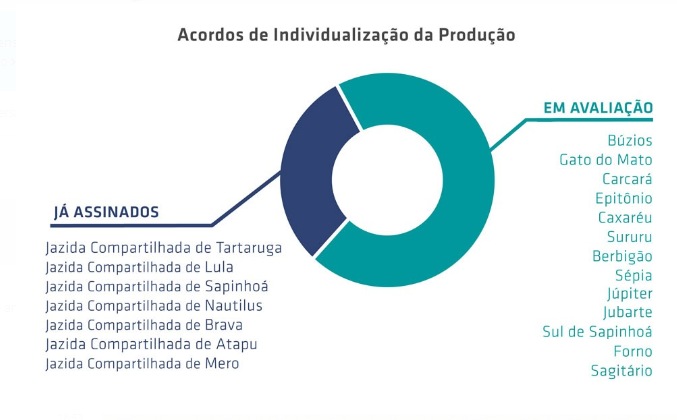 Acordos de Individualização da Produção
EM AVALIAÇÃO
Búzios
Gato do Mato
Carcará
Epitônio
Caxaréu
Sururu
Berbigão
Sépia
Júpiter
Jubarte
Sul de Sapinhoá
Forno
Sagitário
JÁ ASSINADOS
Jazida Compartilhada de Tartaruga
Jazida Compartilhada de Lula
Jazida Compartilhada de Sapinhoá
Jazida Compartilhada de Nautilus
Jazida Compartilhada de Brava
Jazida Compartilhada de Atapu
Jazida Compartilhada de Mero